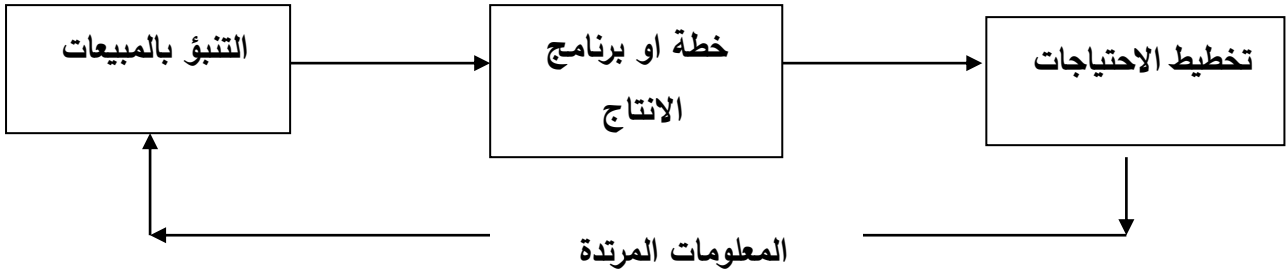 التنبؤ بالمبيعات
خطة او برنامج
الانتاج
تخطيط الاحتياجات
المعلومات المرتدة